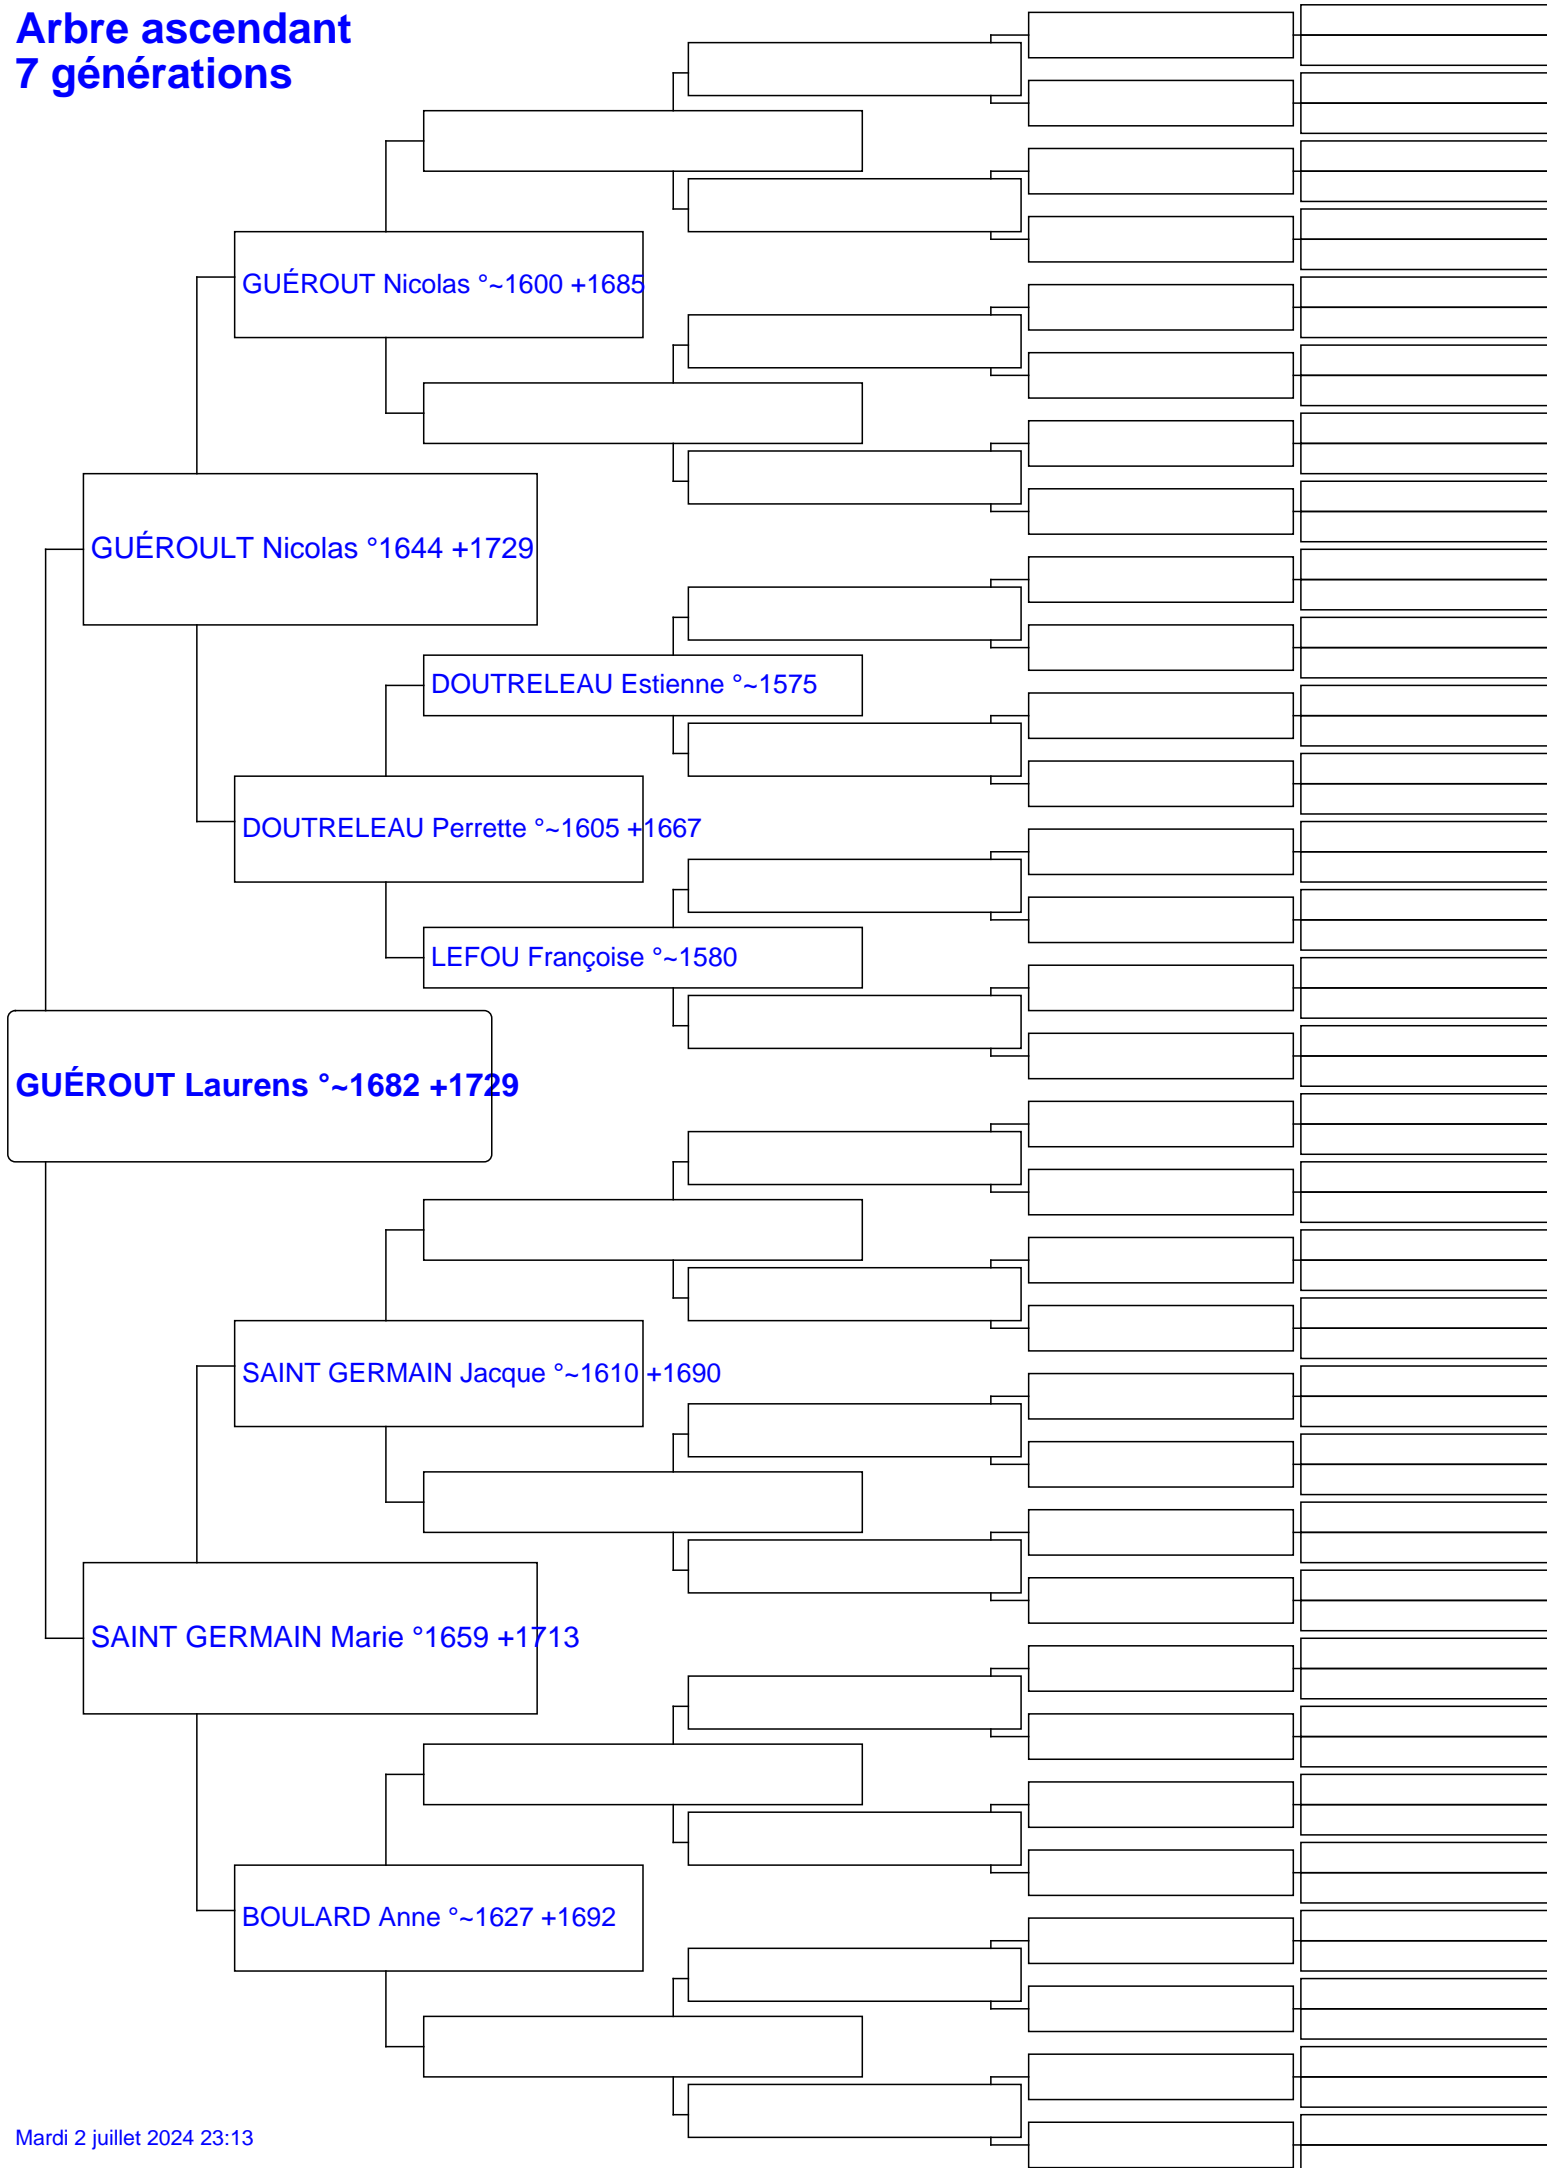 Arbre ascendant
7 générations
GUÉROUT Nicolas °~1600 +1685
GUÉROULT Nicolas °1644 +1729
DOUTRELEAU Estienne °~1575
DOUTRELEAU Perrette °~1605 +1667
LEFOU Françoise °~1580
GUÉROUT Laurens °~1682 +1729
SAINT GERMAIN Jacque °~1610 +1690
SAINT GERMAIN Marie °1659 +1713
BOULARD Anne °~1627 +1692
Mardi 2 juillet 2024 23:13